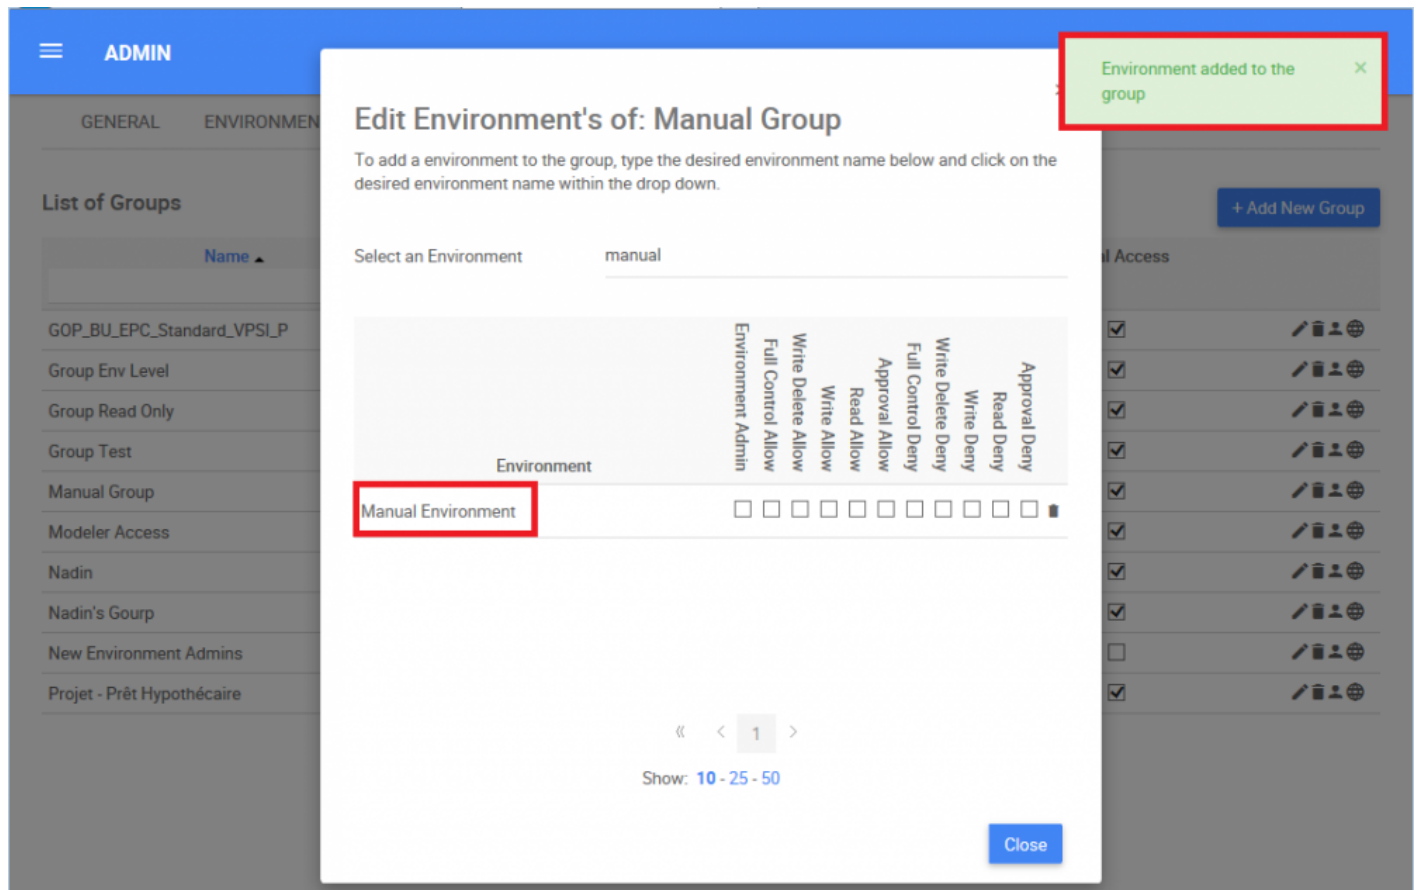 ADMIN
Environment added to the
group
GENERAL
ENVIRONMEN
Edit Environment's of: Manual Group
To add a environment to the group, type the desired environment name below and click on the
desired environment name within the drop down.
List of Groups
+ Add New Group
Name
Select an Environment
manual
l Access
Environment
Environment Admin
Full Control Allow
Write Delete Allow
Write Allow
Read Allow
Approval Allow
Full Control Deny
Write Delete Deny
Write Deny
Read Deny
Approval Deny
Manual Environment
GOP_BU_EPC_Standard_VPSI_P
Group Env Level
Group Read Only
Group Test
Manual Group
Modeler Access
Nadin
Nadin's Gourp
New Environment Admins
Projet - Prêt Hypothécaire
1
Show: 10 - 25 - 50
Close